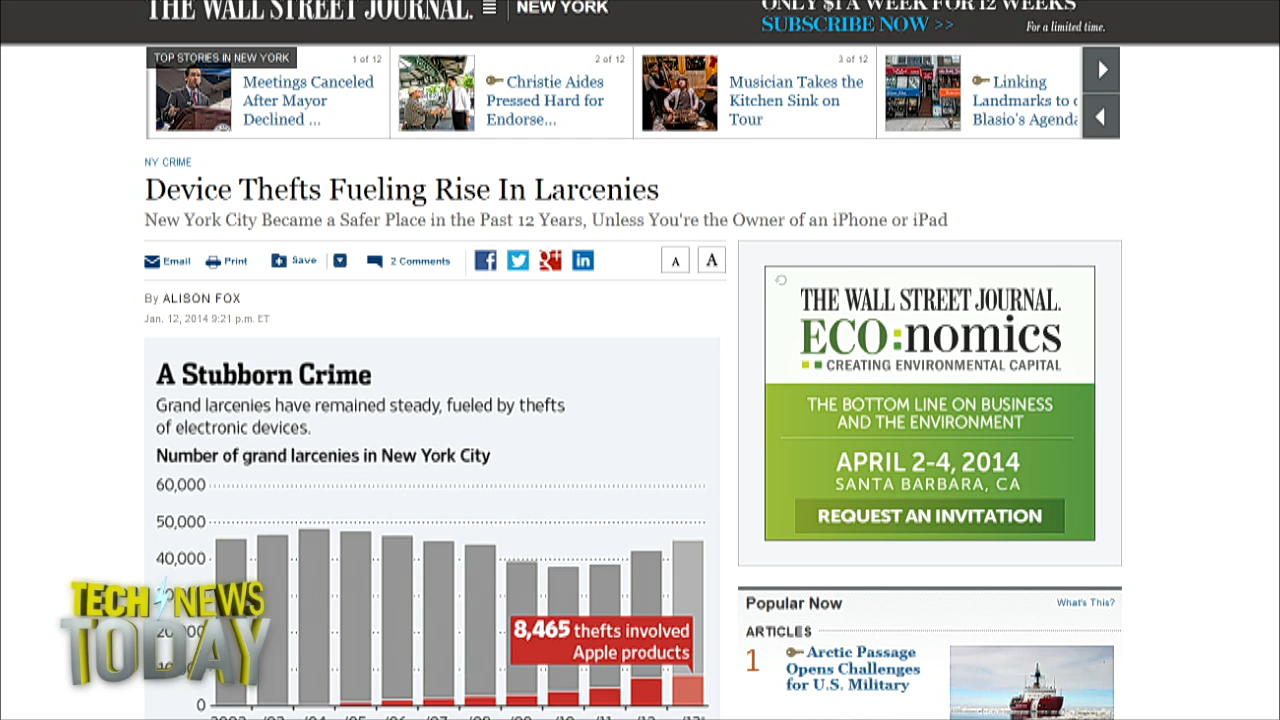 THE WALL STREET JOURNAL.
NEW YORK
ONLY $1 A WEEK FOR 12 WEEKS
SUBSCRIBE NOW >>
For a limited time.
TOP STORIES IN NEW YORK
1 of 12
Meetings Canceled
After Mayor
Declined ...
2 of 12
Christie Aides
Pressed Hard for
Endorse...
3 of 12
Musician Takes the
Kitchen Sink on
Tour
Linking
Landmarks to
Blasio's Agenda
NY CRIME
Device Thefts Fueling Rise In Larcenies
New York City Became a Safer Place in the Past 12 Years, Unless You're the Owner of an iPhone or iPad
Email
Print
Save
2 Comments
A
A
By ALISON FOX
Jan. 12, 2014 9:21 p.m. ET
A Stubborn Crime
Grand larcenies have remained steady, fueled by thefts
of electronic devices.
Number of grand larcenies in New York City
60,000
50,000
40,000
0
8,465 thefts involved
Apple products
TECH NEWS
TODAY
THE WALL STREET JOURNAL.
ECO:nomics
CREATING ENVIRONMENTAL CAPITAL
THE BOTTOM LINE ON BUSINESS
AND THE ENVIRONMENT
APRIL 2-4, 2014
SANTA BARBARA, CA
REQUEST AN INVITATION
Popular Now
What's This?
ARTICLES
1
Arctic Passage
Opens Challenges
for U.S. Military